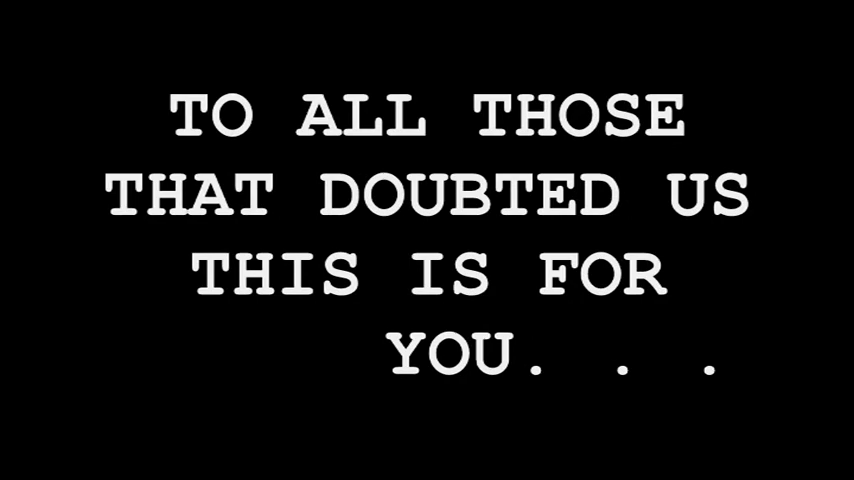 TO ALL THOSE
THAT DOUBTED US
THIS IS FOR
YOU. . .